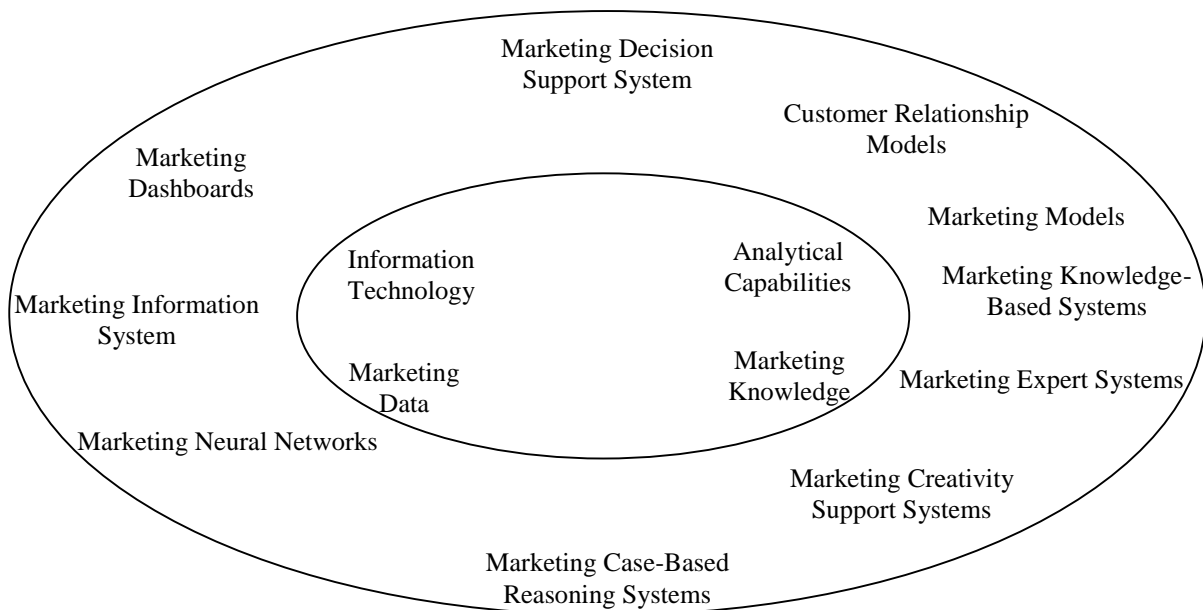 Marketing Decision
Support System
Customer Relationship
Models
Marketing
Dashboards
Marketing Models
Information
Technology
Analytical
Capabilities
Marketing Knowledge-
Based Systems
Marketing Information
System
Marketing
Data
Marketing
Knowledge
Marketing Expert Systems
Marketing Neural Networks
Marketing Creativity
Support Systems
Marketing Case-Based
Reasoning Systems